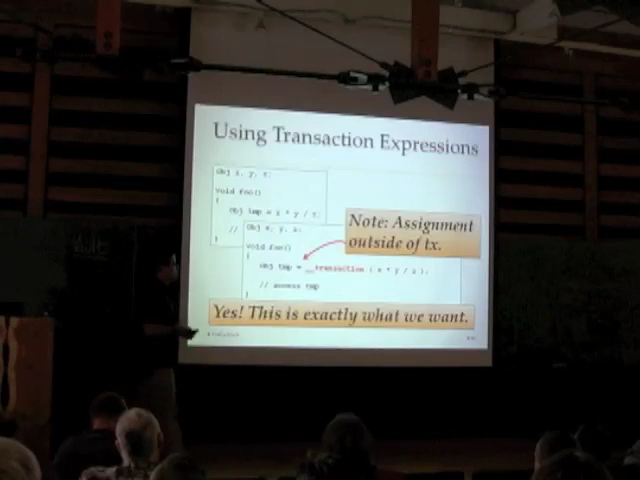 Using Transaction Expressions
Obj x, y, z;
void foo()
{
Obj tmp = x * y / z;
//
}
Note: Assignment
outside of tx.
Obj x, y, z;
void foo()
{
Obj tmp = __transaction ( x * y / z );
// assess tmp
}
Yes! This is exactly what we want.